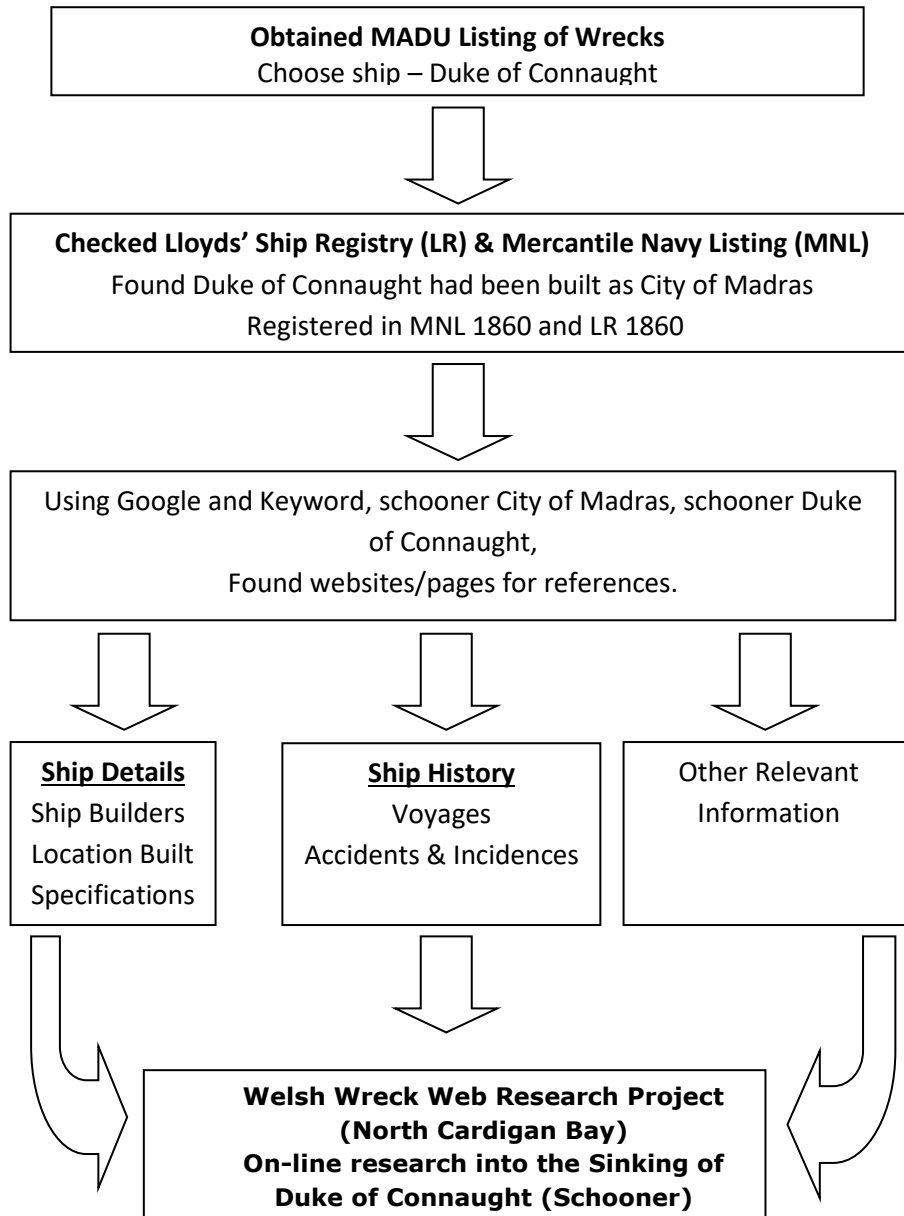 Obtained MADU Listing of Wrecks
Choose ship – Duke of Connaught
Checked Lloyds’ Ship Registry (LR) & Mercantile Navy Listing (MNL)
Found Duke of Connaught had been built as City of Madras
Registered in MNL 1860 and LR 1860
Using Google and Keyword, schooner City of Madras, schooner Duke
of Connaught,
Found websites/pages for references.
Ship Details
Ship Builders
Location Built
Specifications
Ship History
Voyages
Accidents & Incidences
Other Relevant
Information
Welsh Wreck Web Research Project
(North Cardigan Bay)
On-line research into the Sinking of
Duke of Connaught (Schooner)